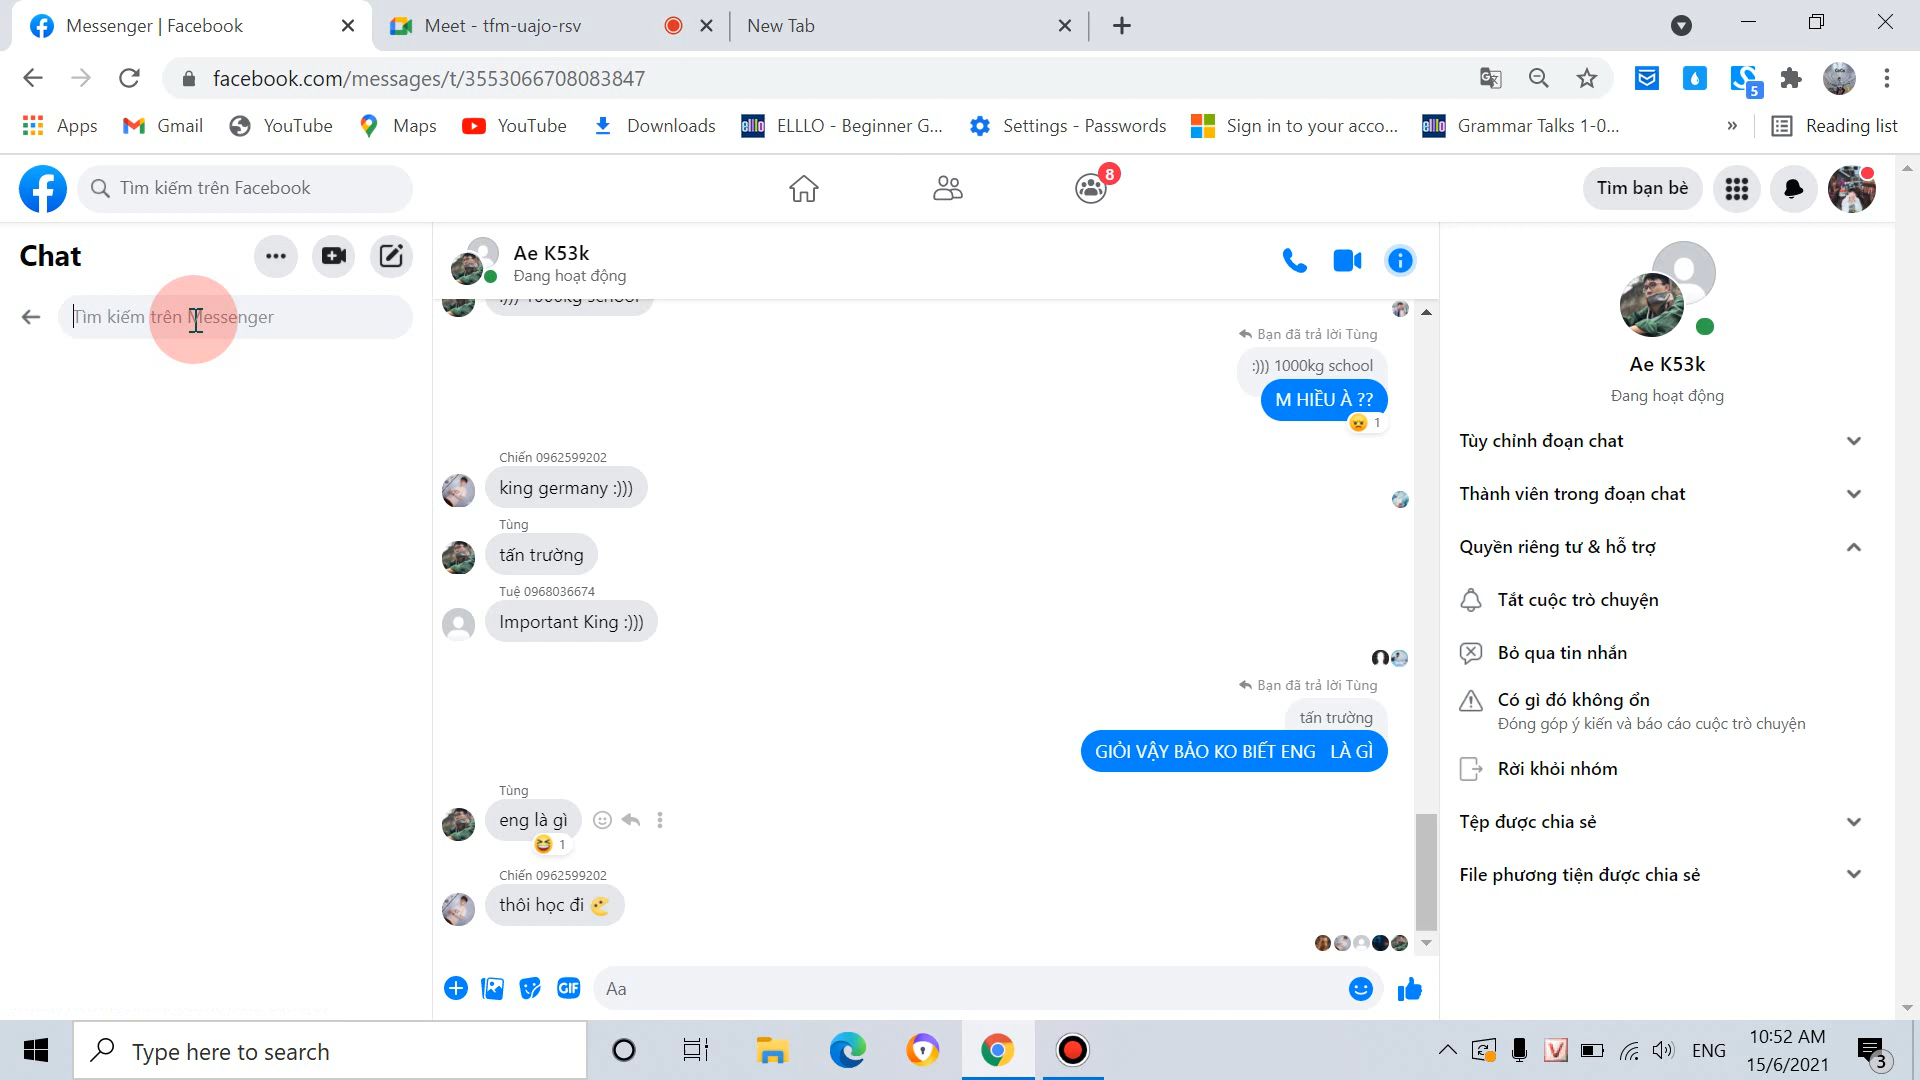 Messenger | Facebook
Meet - tfm-uajo-rsv
New Tab
facebook.com/messages/t/3553066708083847
5
Apps
Gmail
YouTube
Maps
YouTube
Downloads
elllo
ELLLO - Beginner G...
Settings - Passwords
Sign in to your acco...
elllo
Grammar Talks 1-0...
»
Reading list
Tìm kiếm trên Facebook
8
Tìm bạn bè
Chat
Tìm kiếm trên Messenger
Ae K53k
Đang hoạt động
:))) 1000kg school
Bạn đã trả lời Tùng
:))) 1000kg school
M HIỀU À ??
1
Chiến 0962599202
king germany :)))
Tùng
tấn trường
Tuệ 0968036674
Important King :)))
Bạn đã trả lời Tùng
tấn trường
GIỎI VẬY BẢO KO BIẾT ENG   LÀ GÌ
Tùng
eng là gì
1
Chiến 0962599202
thôi học đi
GIF
Aa
Ae K53k
Đang hoạt động
Tùy chỉnh đoạn chat
Thành viên trong đoạn chat
Quyền riêng tư & hỗ trợ
Tắt cuộc trò chuyện
Bỏ qua tin nhắn
Có gì đó không ổn
Đóng góp ý kiến và báo cáo cuộc trò chuyện
Rời khỏi nhóm
Tệp được chia sẻ
File phương tiện được chia sẻ
Type here to search
V
ENG
10:52 AM
15/6/2021
3